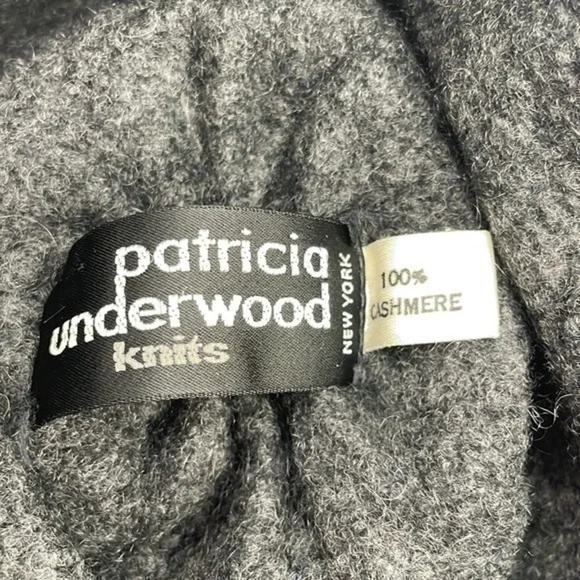 patricia
underwood
knits
NEW YORK
100%
CASHMERE